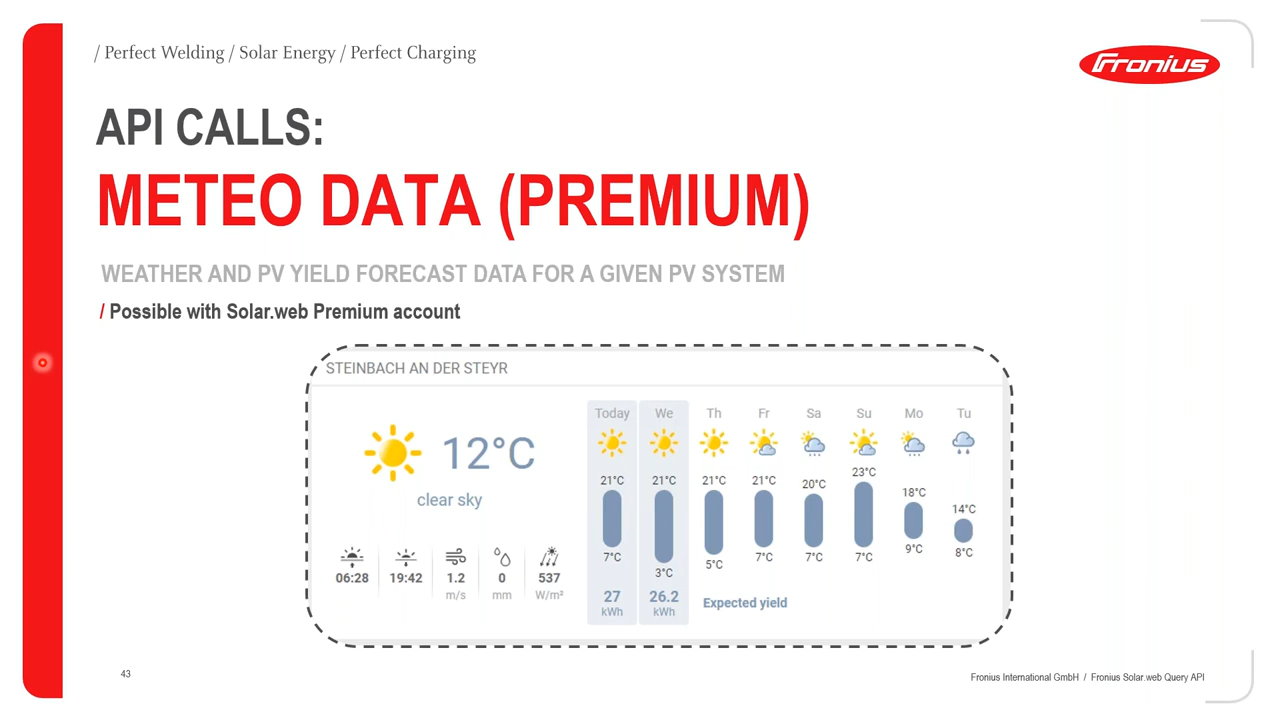 / Perfect Welding / Solar Energy / Perfect Charging
Fronius
API CALLS:
METEO DATA (PREMIUM)
WEATHER AND PV YIELD FORECAST DATA FOR A GIVEN PV SYSTEM
/ Possible with Solar.web Premium account
STEINBACH AN DER STEYR
12°C
clear sky
06:28 19:42 1.2 0 537
m/s mm W/m²
Today We Th Fr Sa Su Mo Tu
21°C 21°C 21°C 21°C 20°C 23°C 18°C 14°C
7°C 3°C 5°C 7°C 7°C 7°C 9°C 8°C
27 26.2 Expected yield
kWh kWh
43
Fronius International GmbH / Fronius Solar.web Query API